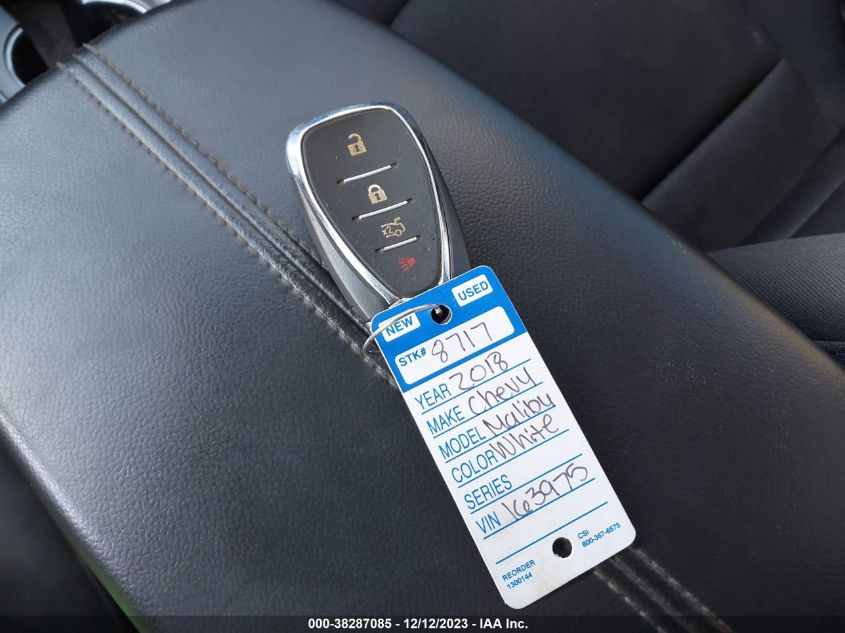 x2
NEW USED
STK# 8717
YEAR 2018
MAKE Chevy
MODEL Malibu
COLOR White
SERIES
VIN 163975
REORDER
1300144
CSI
800-367-6575
000-38287085 - 12/12/2023 - IAA Inc.